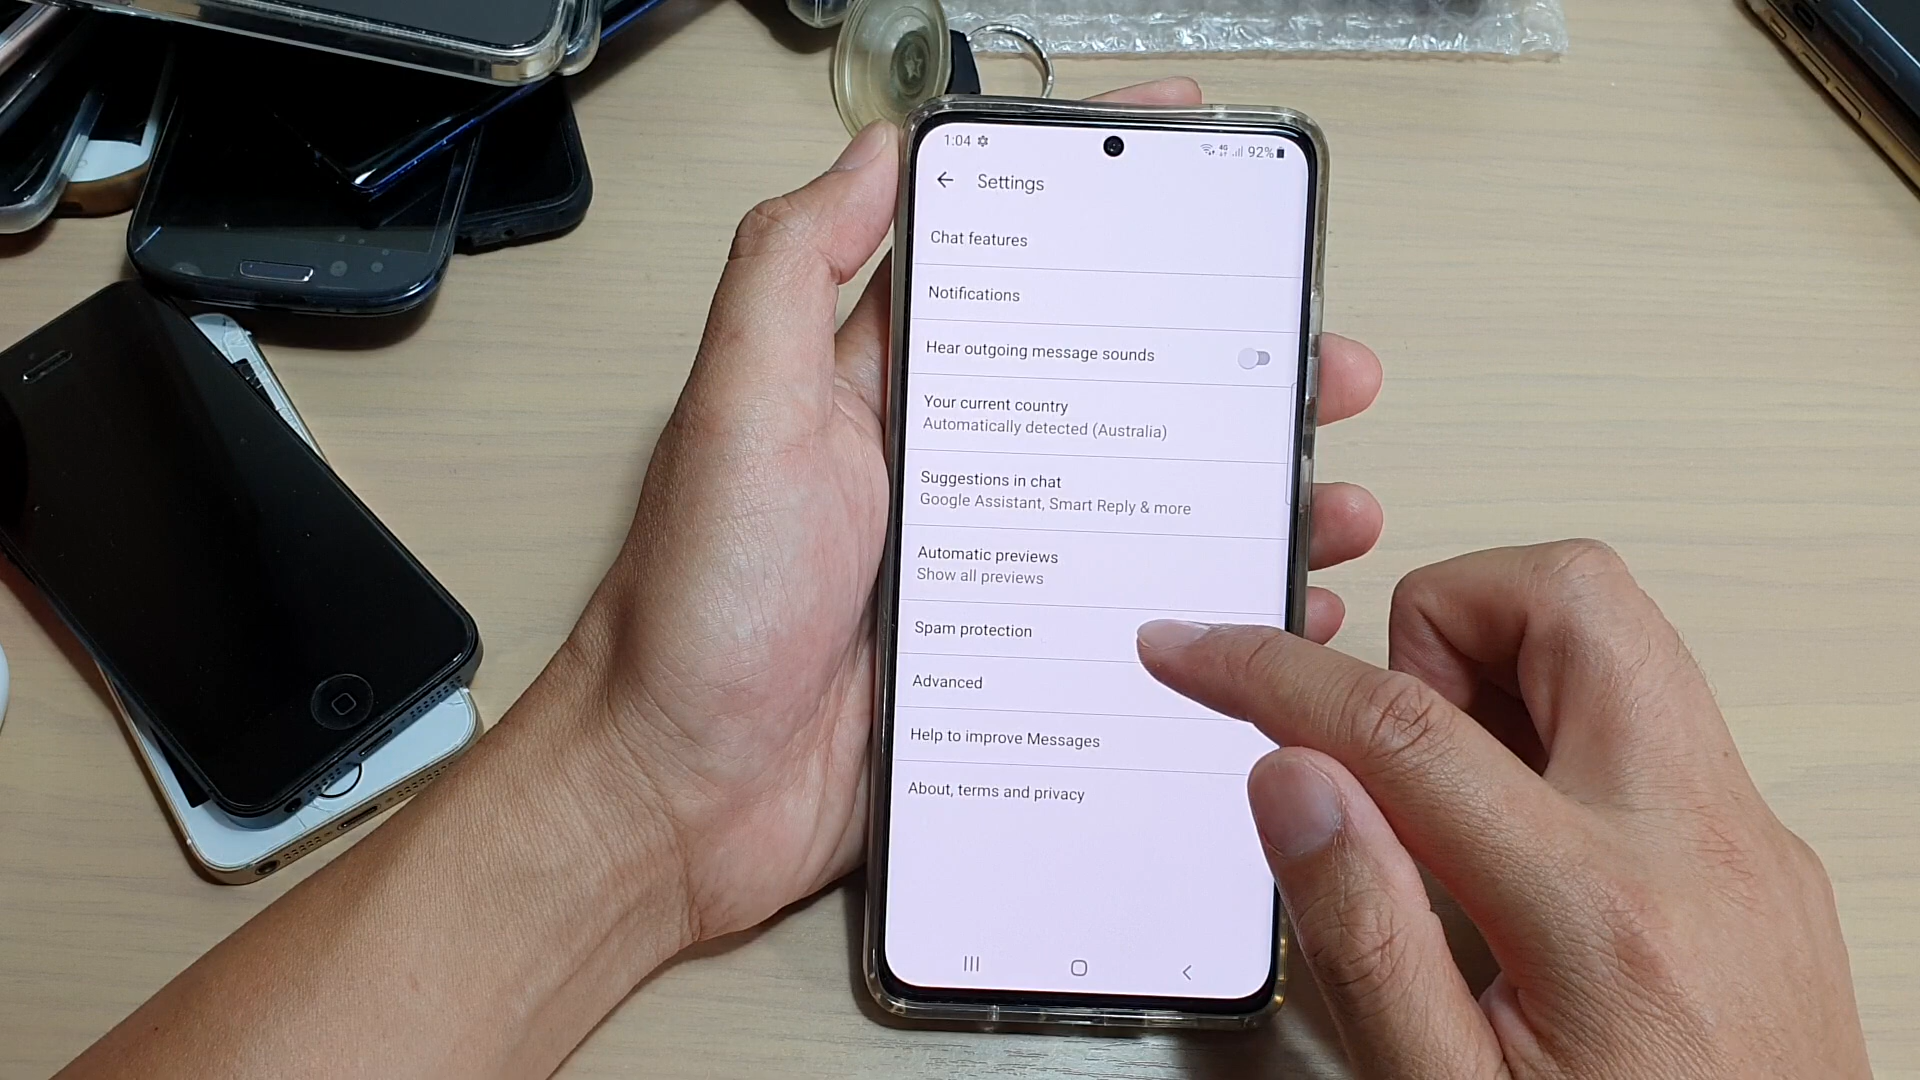 1:04
4G
92%
Settings
Chat features
Notifications
Hear outgoing message sounds
Your current country
Automatically detected (Australia)
Suggestions in chat
Google Assistant, Smart Reply & more
Automatic previews
Show all previews
Spam protection
Advanced
Help to improve Messages
About, terms and privacy